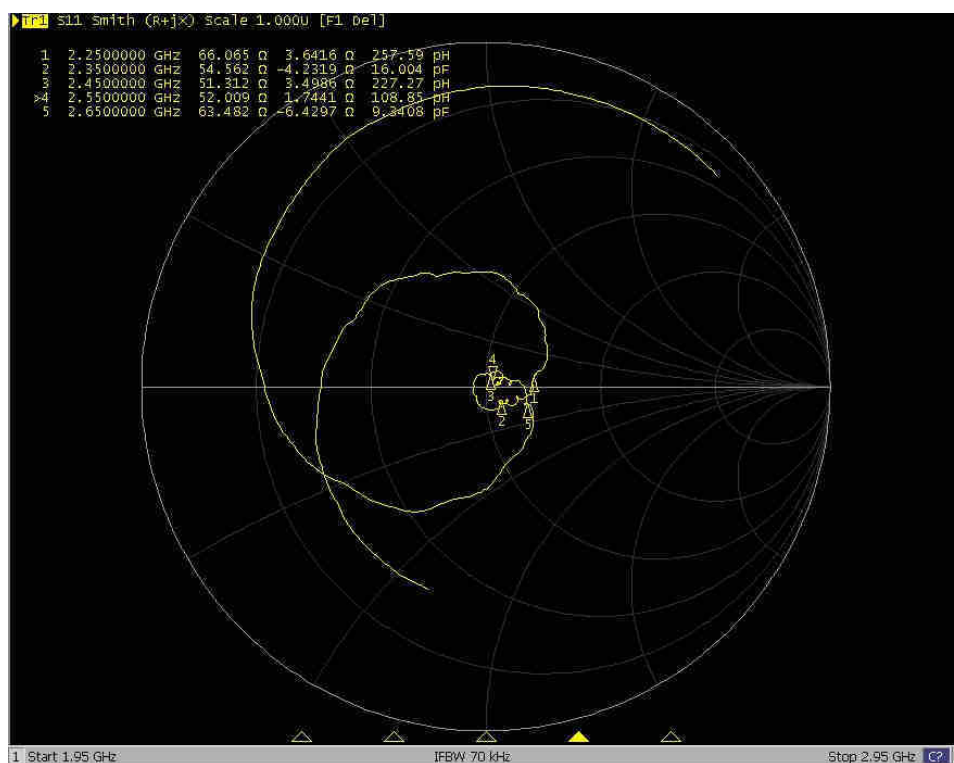 Tr1 S11 Smith (R+jX) Scale 1.000U [F1 Del]
1 2.2500000 GHz 66.065 Ω 3.6416 Ω 257.59 pH
2 2.3500000 GHz 54.562 Ω -4.2319 Ω 16.004 pF
3 2.4500000 GHz 51.312 Ω 3.4986 Ω 227.27 pH
>4 2.5500000 GHz 52.009 Ω 1.7441 Ω 108.85 pH
5 2.6500000 GHz 63.482 Ω -6.4297 Ω 9.3408 pF
4
3
1
2
5
1 Start 1.95 GHz IFBW 70 kHz Stop 2.95 GHz C?